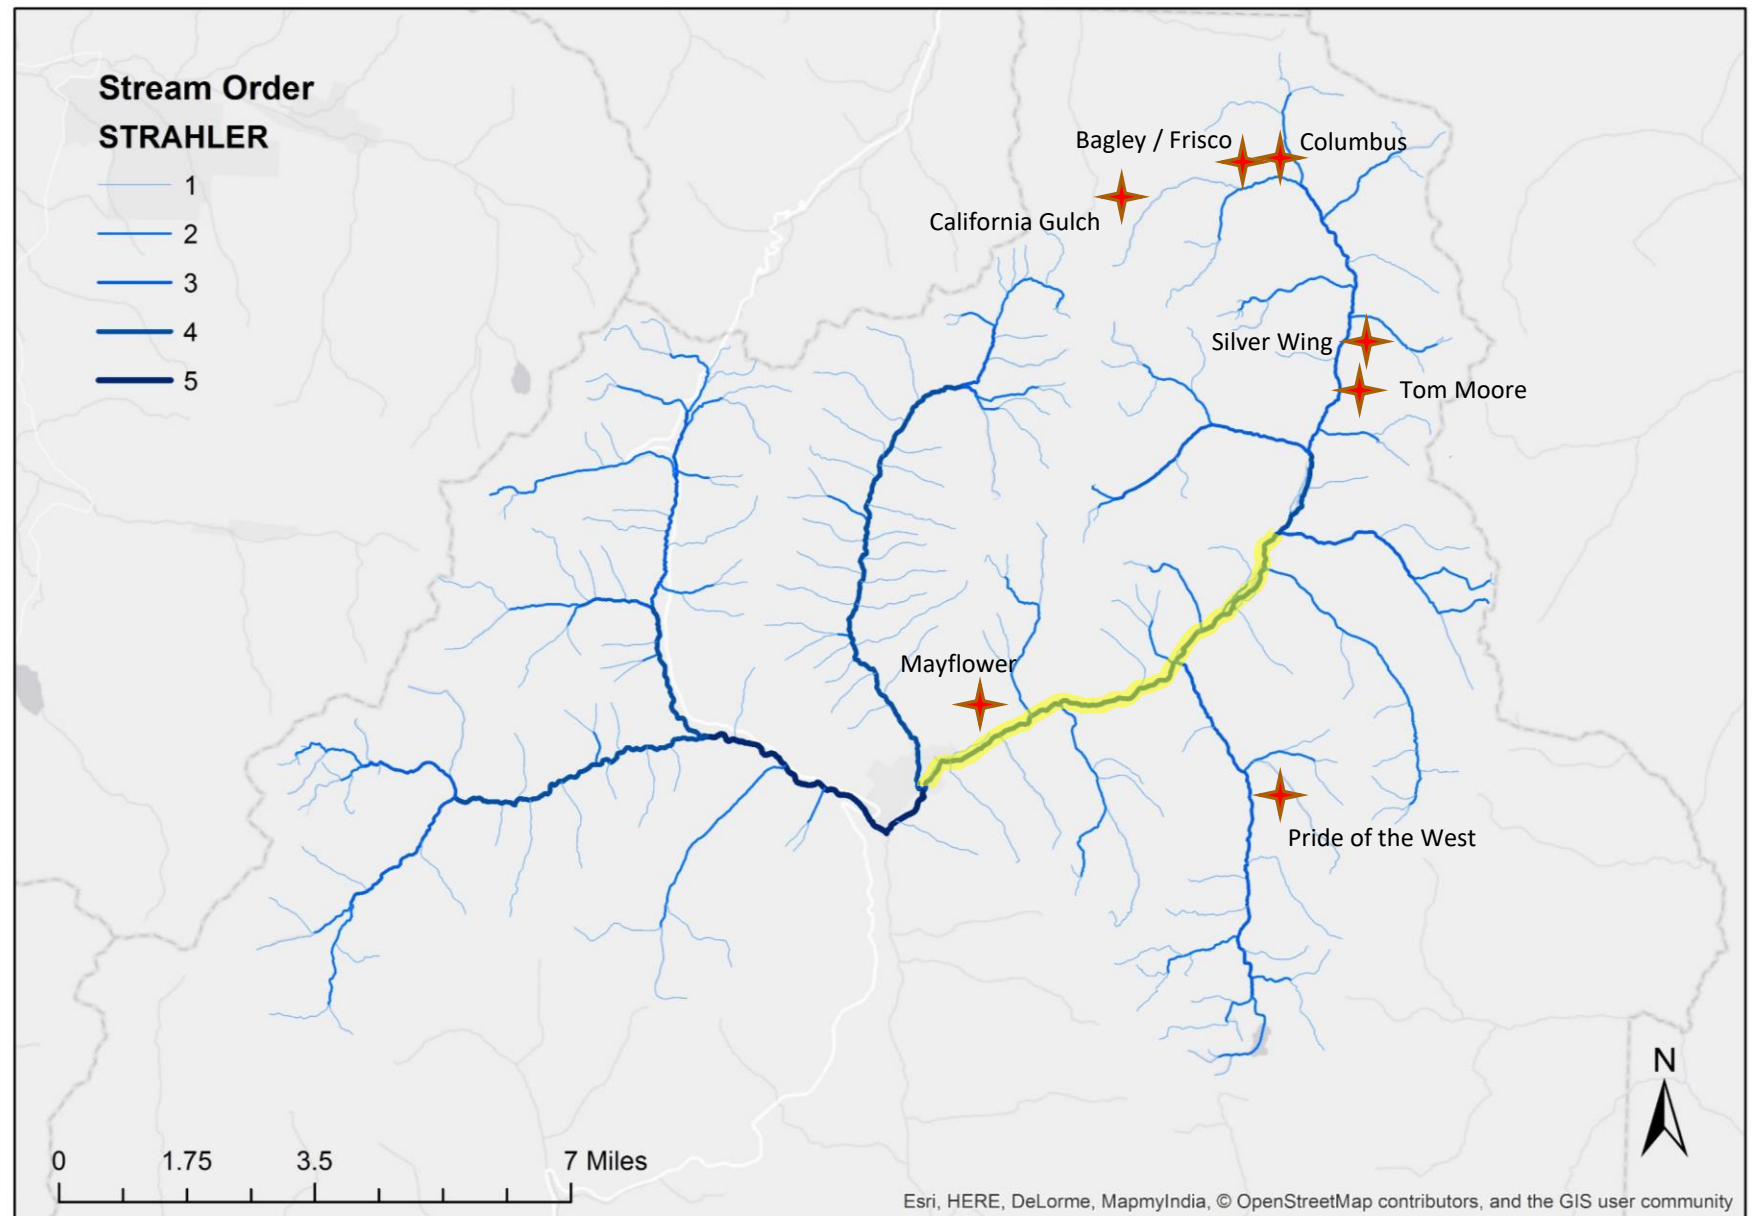 Stream Order
STRAHLER
1
2
3
4
5
Bagley / Frisco
Columbus
California Gulch
Silver Wing
Tom Moore
Mayflower
Pride of the West
N
0 1.75 3.5 7 Miles
Esri, HERE, DeLorme, MapmyIndia, © OpenStreetMap contributors, and the GIS user community